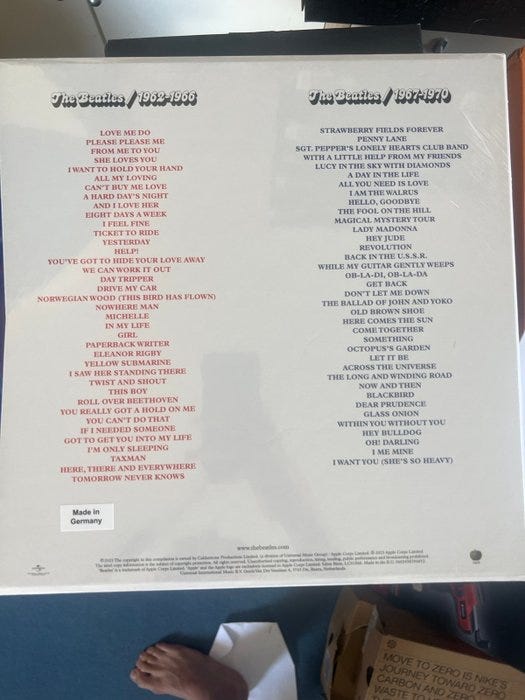 The Beatles / 1962-1966
LOVE ME DO
PLEASE PLEASE ME
FROM ME TO YOU
SHE LOVES YOU
I WANT TO HOLD YOUR HAND
ALL MY LOVING
CAN'T BUY ME LOVE
A HARD DAY'S NIGHT
AND I LOVE HER
EIGHT DAYS A WEEK
I FEEL FINE
TICKET TO RIDE
YESTERDAY
HELP!
YOU'VE GOT TO HIDE YOUR LOVE AWAY
WE CAN WORK IT OUT
DAY TRIPPER
DRIVE MY CAR
NORWEGIAN WOOD (THIS BIRD HAS FLOWN)
NOWHERE MAN
MICHELLE
IN MY LIFE
GIRL
PAPERBACK WRITER
ELEANOR RIGBY
YELLOW SUBMARINE
I SAW HER STANDING THERE
TWIST AND SHOUT
THIS BOY
ROLL OVER BEETHOVEN
YOU REALLY GOT A HOLD ON ME
YOU CAN'T DO THAT
IF I NEEDED SOMEONE
GOT TO GET YOU INTO MY LIFE
I'M ONLY SLEEPING
TAXMAN
HERE, THERE AND EVERYWHERE
TOMORROW NEVER KNOWS
The Beatles / 1967-1970
STRAWBERRY FIELDS FOREVER
PENNY LANE
SGT. PEPPER'S LONELY HEARTS CLUB BAND
WITH A LITTLE HELP FROM MY FRIENDS
LUCY IN THE SKY WITH DIAMONDS
A DAY IN THE LIFE
ALL YOU NEED IS LOVE
I AM THE WALRUS
HELLO, GOODBYE
THE FOOL ON THE HILL
MAGICAL MYSTERY TOUR
LADY MADONNA
HEY JUDE
REVOLUTION
BACK IN THE U.S.S.R.
WHILE MY GUITAR GENTLY WEEPS
OB-LA-DI, OB-LA-DA
GET BACK
DON'T LET ME DOWN
THE BALLAD OF JOHN AND YOKO
OLD BROWN SHOE
HERE COMES THE SUN
COME TOGETHER
SOMETHING
OCTOPUS'S GARDEN
LET IT BE
ACROSS THE UNIVERSE
THE LONG AND WINDING ROAD
NOW AND THEN
BLACKBIRD
DEAR PRUDENCE
GLASS ONION
WITHIN YOU WITHOUT YOU
HEY BULLDOG
OH! DARLING
I ME MINE
I WANT YOU (SHE'S SO HEAVY)
Made in
Germany
www.thebeatles.com
MOVE TO ZERO IS NIKE'S
JOURNEY TOWARD ZERO
CARBON AND ZERO
WASTE TO